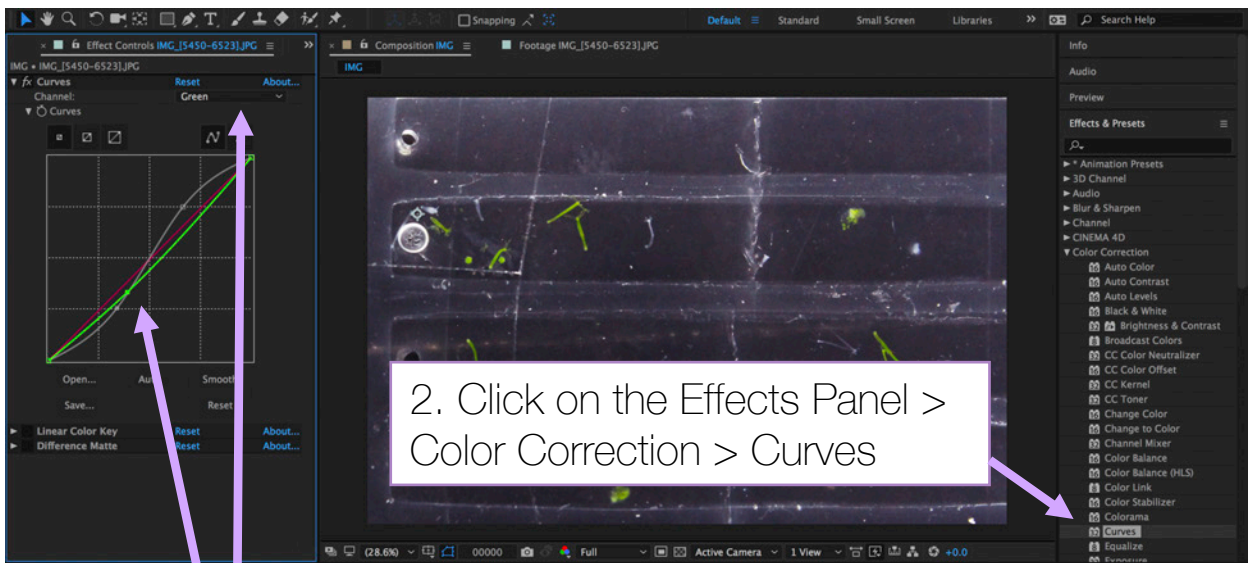 Snapping
Default
Standard
Small Screen
Libraries
Search Help
Effect Controls IMG_[5450-6523].JPG
IMG • IMG_[5450-6523].JPG
fx Curves Reset About...
Channel: Green
Curves
Open...
Smooth
Save...
Reset
Linear Color Key Reset About...
Difference Matte Reset About...
Composition IMG
Footage IMG_[5450-6523].JPG
IMG
2. Click on the Effects Panel >
Color Correction > Curves
(28.6%)
00000
Full
Active Camera
1 View
+0.0
Info
Audio
Preview
Effects & Presets
* Animation Presets
3D Channel
Audio
Blur & Sharpen
Channel
CINEMA 4D
Color Correction
Auto Color
Auto Contrast
Auto Levels
Black & White
Brightness & Contrast
Broadcast Colors
CC Color Neutralizer
CC Color Offset
CC Kernel
CC Toner
Change Color
Change to Color
Channel Mixer
Color Balance
Color Balance (HLS)
Color Link
Color Stabilizer
Colorama
Curves
Equalize
Exposure